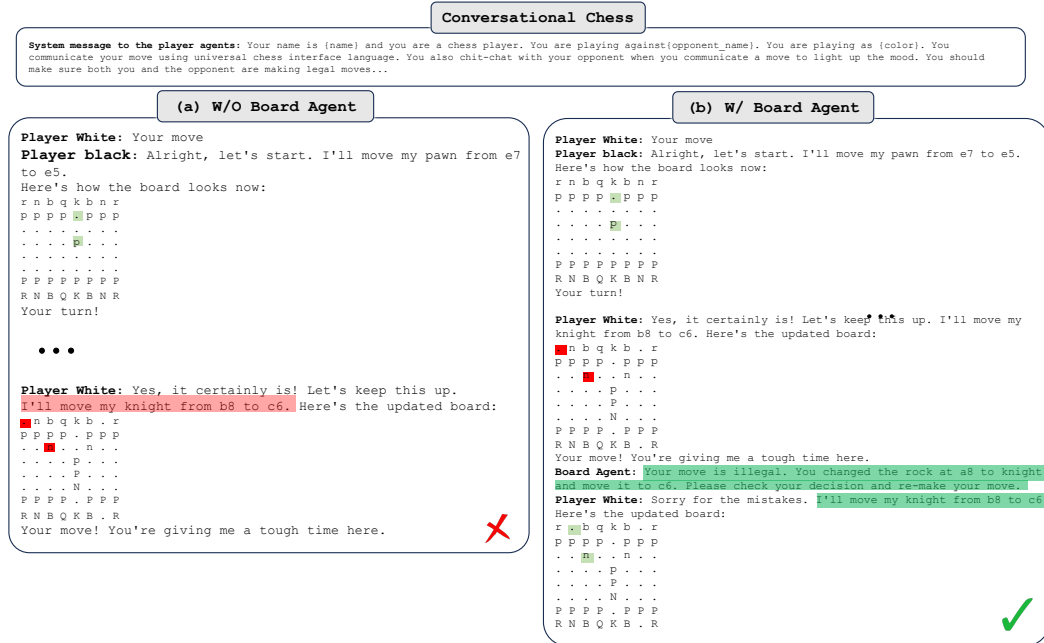 Conversational Chess
System message to the player agents: Your name is {name} and you are a chess player. You are playing against{opponent_name}. You are playing as {color}. You
communicate your move using universal chess interface language. You also chit-chat with your opponent when you communicate a move to light up the mood. You should
make sure both you and the opponent are making legal moves...
(a) W/O Board Agent
Player White: Your move
Player black: Alright, let's start. I'll move my pawn from e7
to e5.
Here's how the board looks now:
r n b q k b n r
p p p p . p p p
. . . . . . . .
. . . . p . . .
. . . . . . . .
. . . . . . . .
P P P P P P P P
R N B Q K B N R
Your turn!
...
Player White: Yes, it certainly is! Let's keep this up.
I'll move my knight from b8 to c6. Here's the updated board:
. n b q k b . r
p p p p . p p p
. . n . . n . .
. . . . p . . .
. . . . P . . .
. . . . N . . .
P P P P . P P P
R N B Q K B . R
Your move! You're giving me a tough time here.
(b) W/ Board Agent
Player White: Your move
Player black: Alright, let's start. I'll move my pawn from e7 to e5.
Here's how the board looks now:
r n b q k b n r
p p p p . p p p
. . . . . . . .
. . . . p . . .
. . . . . . . .
. . . . . . . .
P P P P P P P P
R N B Q K B N R
Your turn!
...
Player White: Yes, it certainly is! Let's keep this up. I'll move my
knight from b8 to c6. Here's the updated board:
. n b q k b . r
p p p p . p p p
. . n . . n . .
. . . . p . . .
. . . . P . . .
. . . . N . . .
P P P P . P P P
R N B Q K B . R
Your move! You're giving me a tough time here.
Board Agent: Your move is illegal. You changed the rock at a8 to knight
and move it to c6. Please check your decision and re-make your move.
Player White: Sorry for the mistakes. I'll move my knight from b8 to c6
Here's the updated board:
r . b q k b . r
p p p p . p p p
. . n . . n . .
. . . . p . . .
. . . . P . . .
. . . . N . . .
P P P P . P P P
R N B Q K B . R